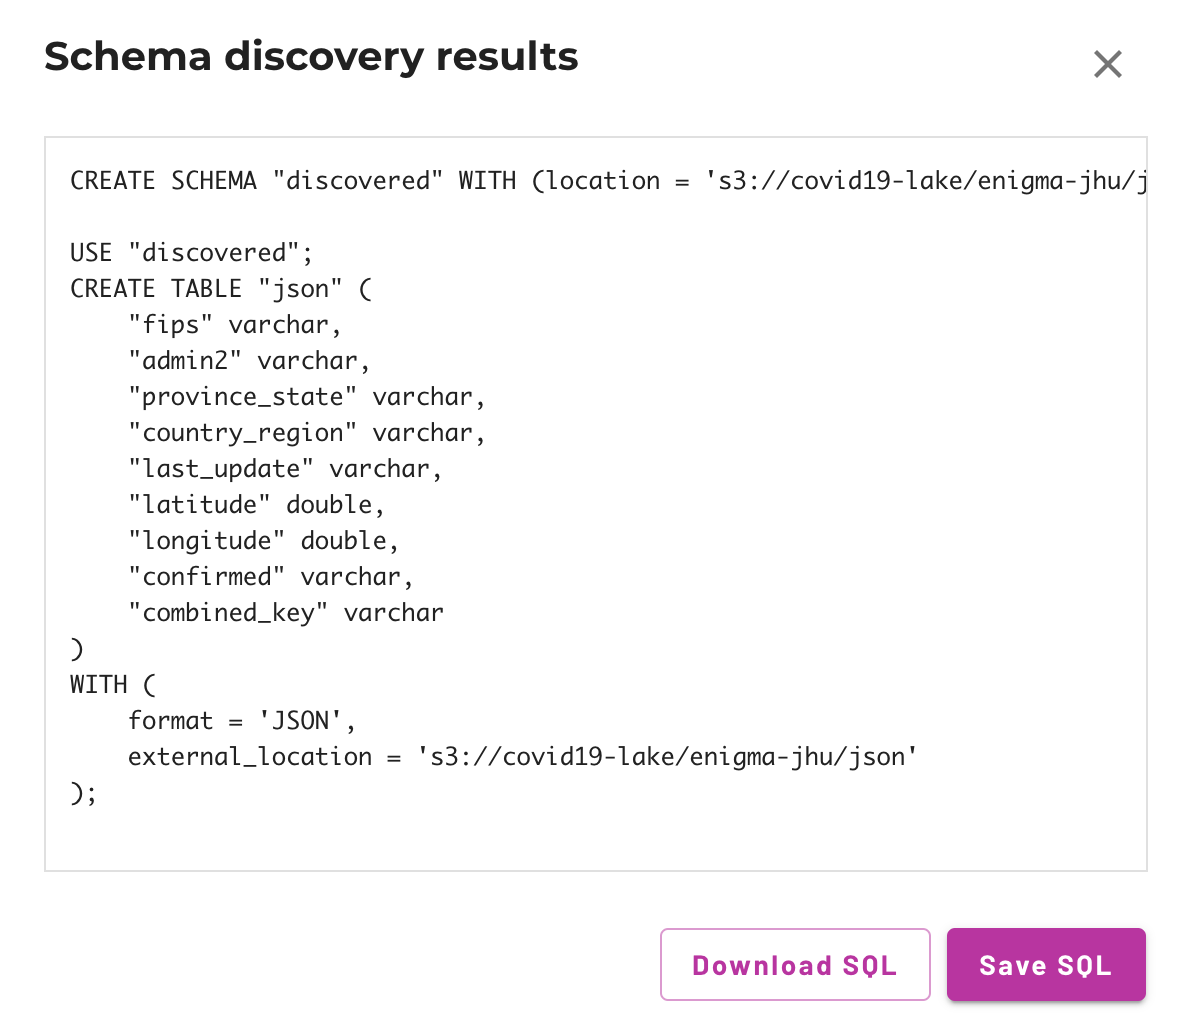 Schema discovery results
CREATE SCHEMA "discovered" WITH (location = 's3://covid19-lake/enigma-jhu/j
USE "discovered";
CREATE TABLE "json" (
    "fips" varchar,
    "admin2" varchar,
    "province_state" varchar,
    "country_region" varchar,
    "last_update" varchar,
    "latitude" double,
    "longitude" double,
    "confirmed" varchar,
    "combined_key" varchar
)
WITH (
    format = 'JSON',
    external_location = 's3://covid19-lake/enigma-jhu/json'
);
Download SQL
Save SQL